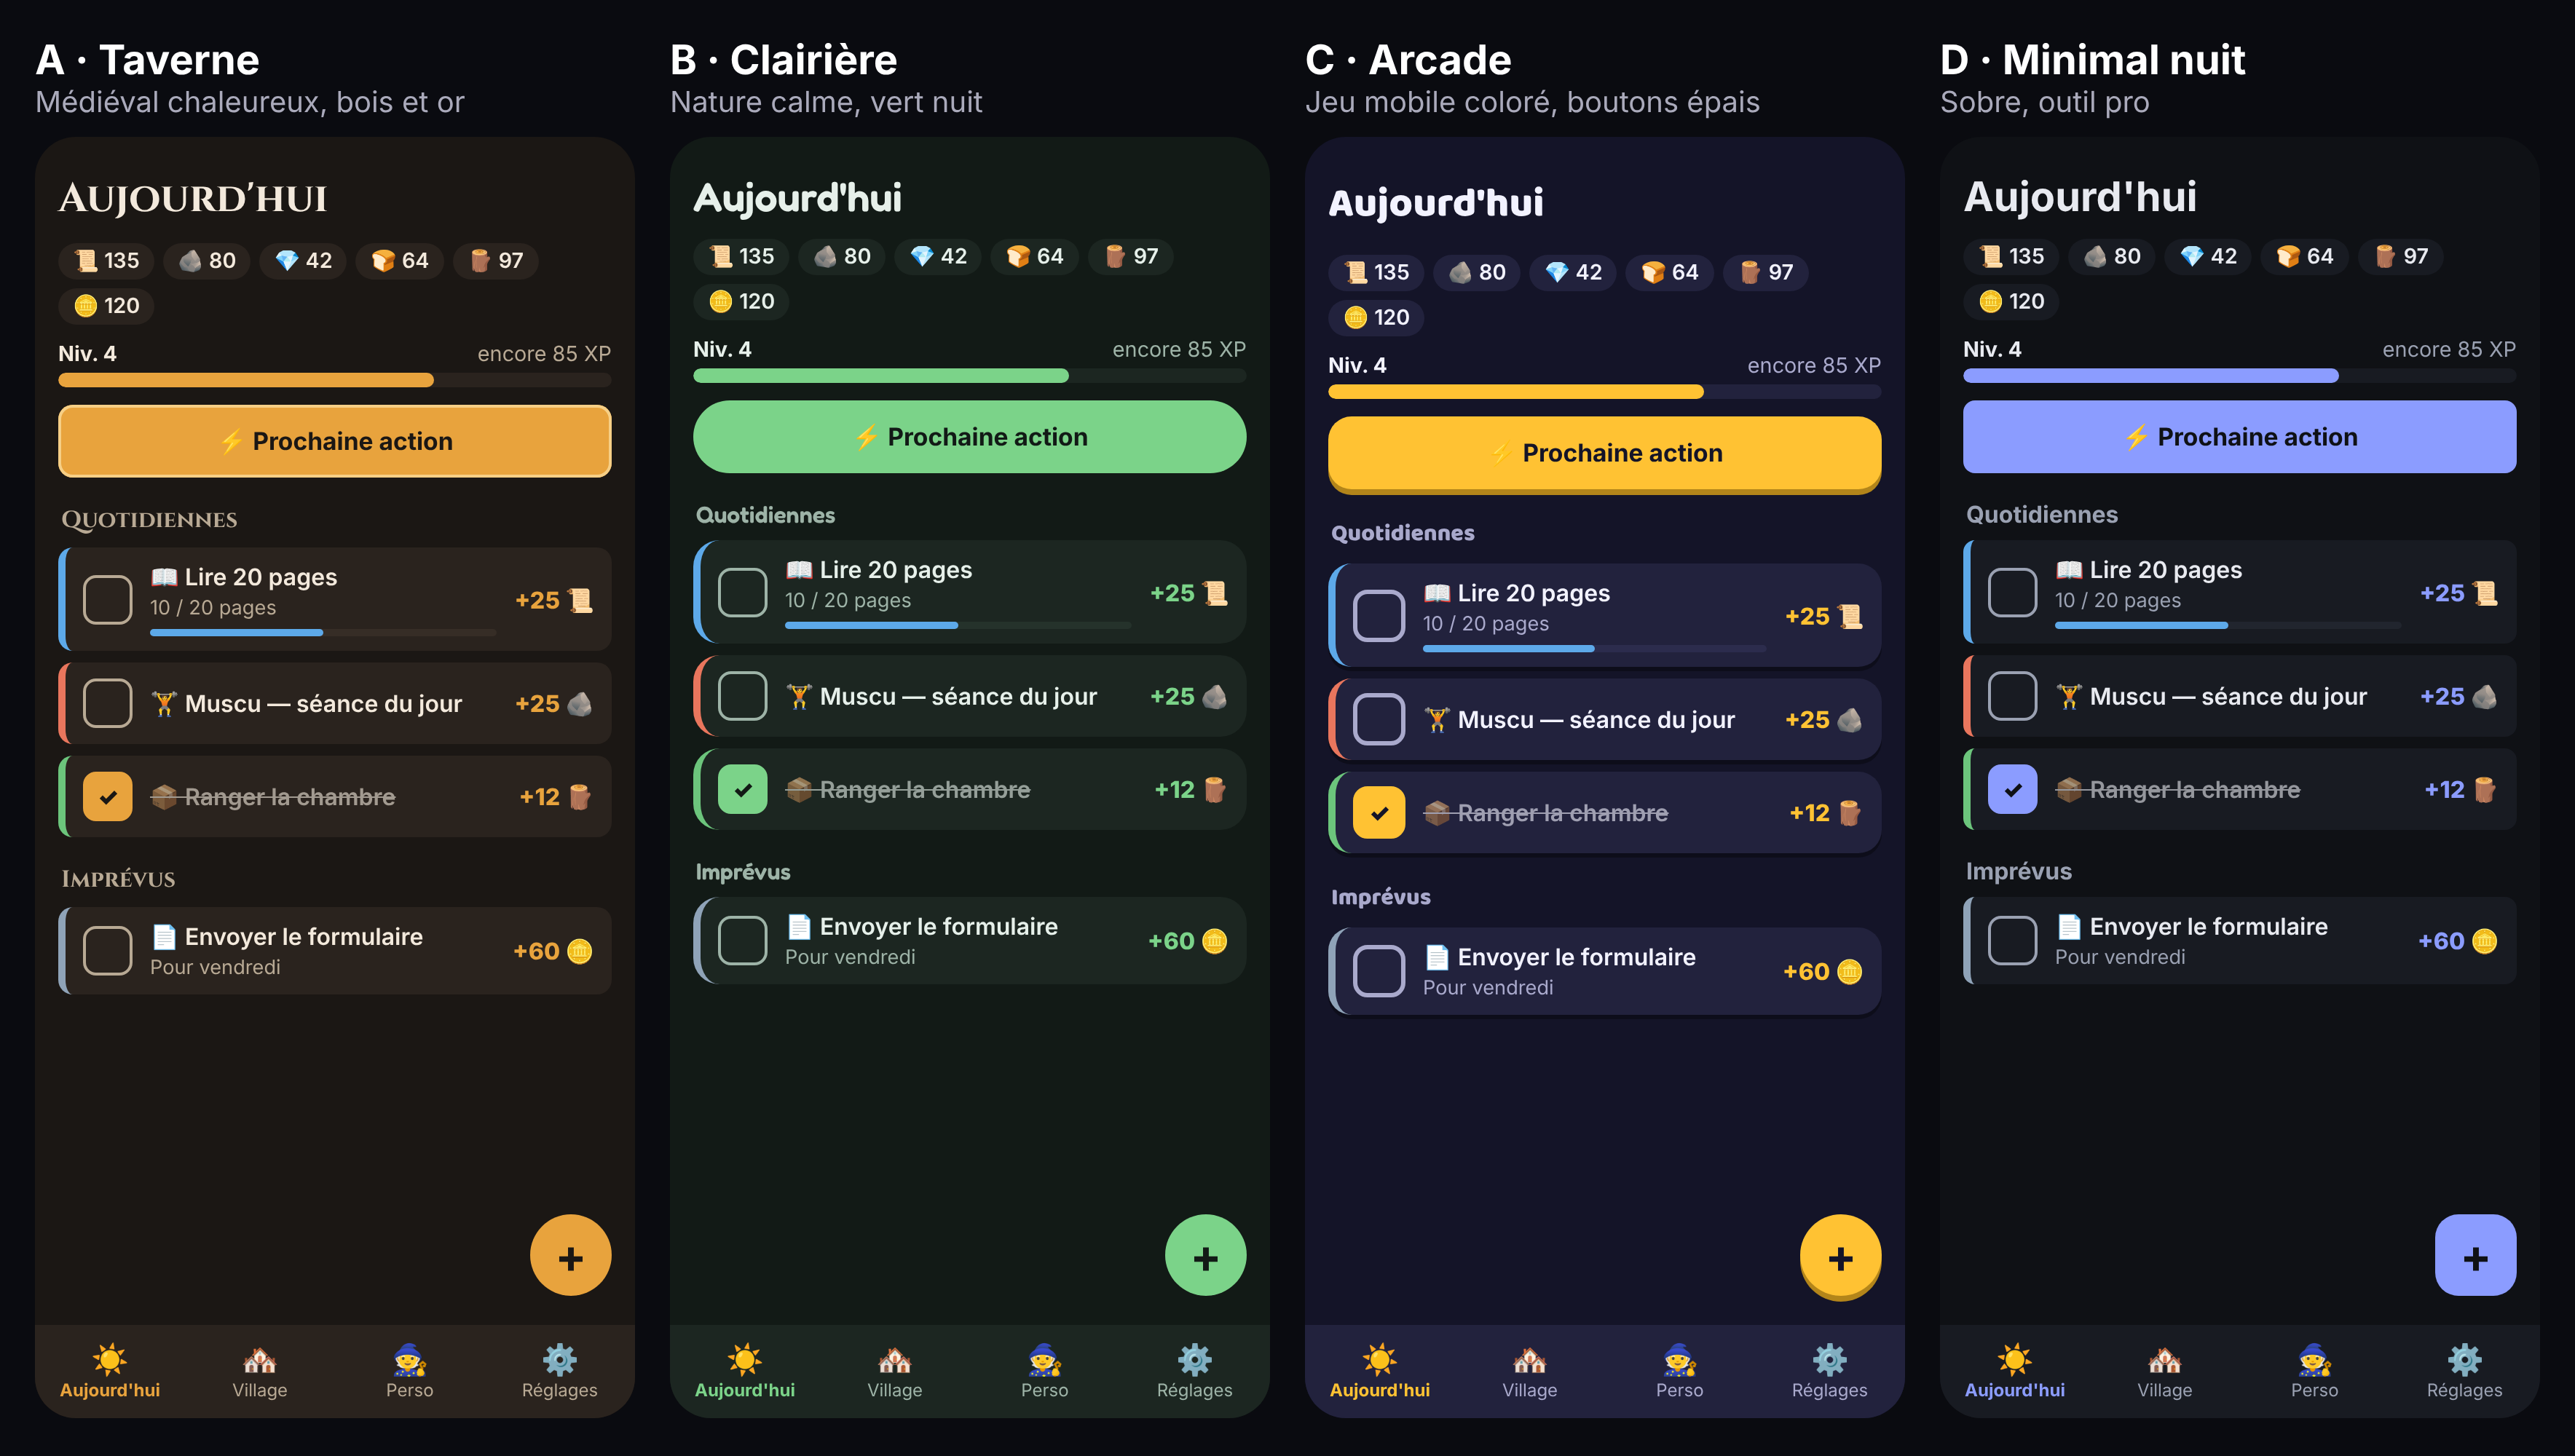 A · Taverne
Médiéval chaleureux, bois et or
AUJOURD'HUI
135 80 42 64 97
120
Niv. 4 encore 85 XP
Prochaine action
QUOTIDIENNES
Lire 20 pages
10 / 20 pages
+25
Muscu — séance du jour +25
Ranger la chambre +12
IMPRÉVUS
Envoyer le formulaire
Pour vendredi
+60
+
Aujourd'hui Village Perso Réglages
B · Clairière
Nature calme, vert nuit
Aujourd'hui
135 80 42 64 97
120
Niv. 4 encore 85 XP
Prochaine action
Quotidiennes
Lire 20 pages
10 / 20 pages
+25
Muscu — séance du jour +25
Ranger la chambre +12
Imprévus
Envoyer le formulaire
Pour vendredi
+60
+
Aujourd'hui Village Perso Réglages
C · Arcade
Jeu mobile coloré, boutons épais
Aujourd'hui
135 80 42 64 97
120
Niv. 4 encore 85 XP
Prochaine action
Quotidiennes
Lire 20 pages
10 / 20 pages
+25
Muscu — séance du jour +25
Ranger la chambre +12
Imprévus
Envoyer le formulaire
Pour vendredi
+60
+
Aujourd'hui Village Perso Réglages
D · Minimal nuit
Sobre, outil pro
Aujourd'hui
135 80 42 64 97
120
Niv. 4 encore 85 XP
Prochaine action
Quotidiennes
Lire 20 pages
10 / 20 pages
+25
Muscu — séance du jour +25
Ranger la chambre +12
Imprévus
Envoyer le formulaire
Pour vendredi
+60
+
Aujourd'hui Village Perso Réglages